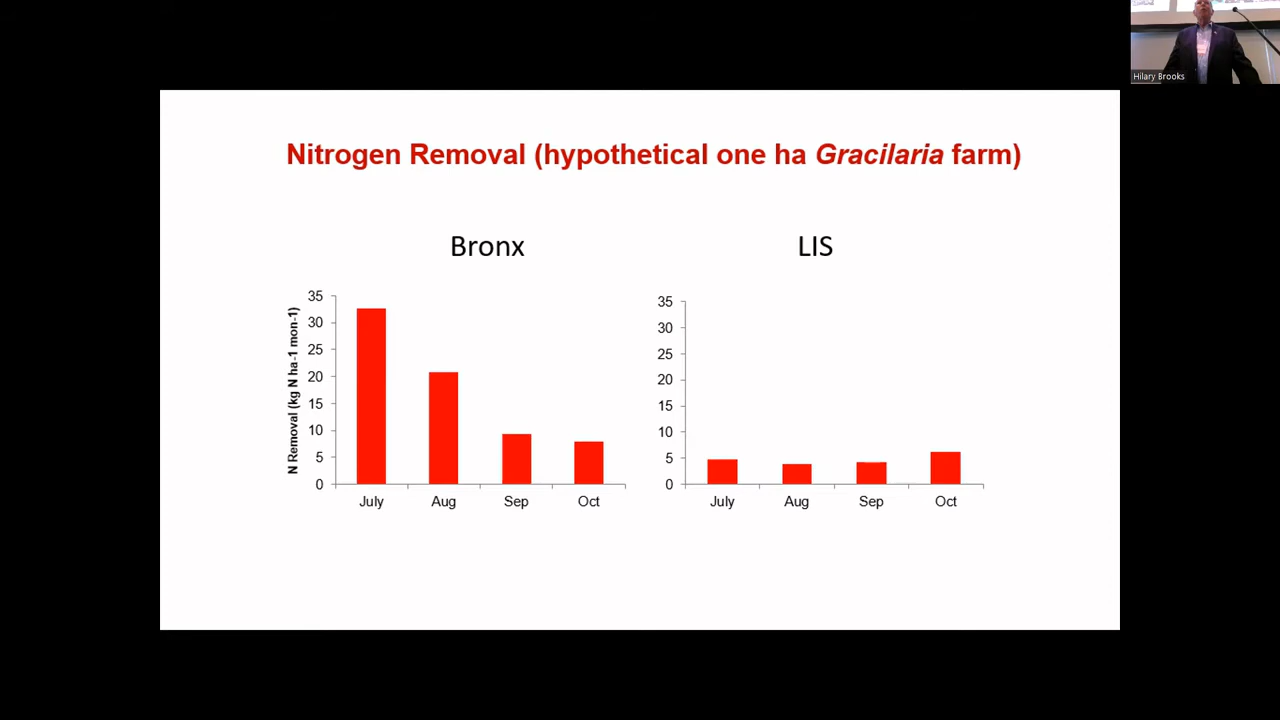 Hilary Brooks
Nitrogen Removal (hypothetical one ha Gracilaria farm)
Bronx
LIS
N Removal (kg N ha-1 mon-1)
35
30
25
20
15
10
5
0
July Aug Sep Oct
35
30
25
20
15
10
5
0
July Aug Sep Oct